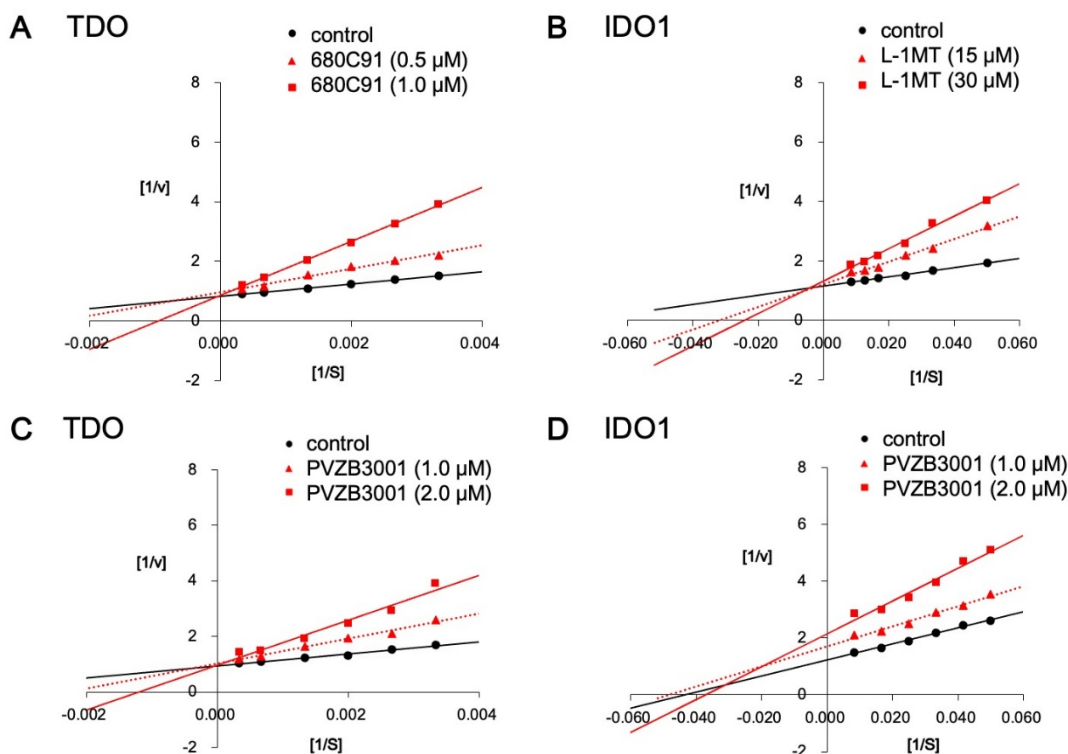 A TDO
control
680C91 (0.5 µM)
680C91 (1.0 µM)
8
6
[1/v]
4
2
0
-0.002 0.000 0.002 0.004
-2
[1/S]
B IDO1
control
L-1MT (15 µM)
L-1MT (30 µM)
8
6
[1/v]
4
2
0
-0.060 -0.040 -0.020 0.000 0.020 0.040 0.060
-2
[1/S]
C TDO
control
PVZB3001 (1.0 µM)
PVZB3001 (2.0 µM)
8
6
[1/v]
4
2
0
-0.002 0.000 0.002 0.004
-2
[1/S]
D IDO1
control
PVZB3001 (1.0 µM)
PVZB3001 (2.0 µM)
8
6
[1/v]
4
2
0
-0.060 -0.040 -0.020 0.000 0.020 0.040 0.060
-2
[1/S]